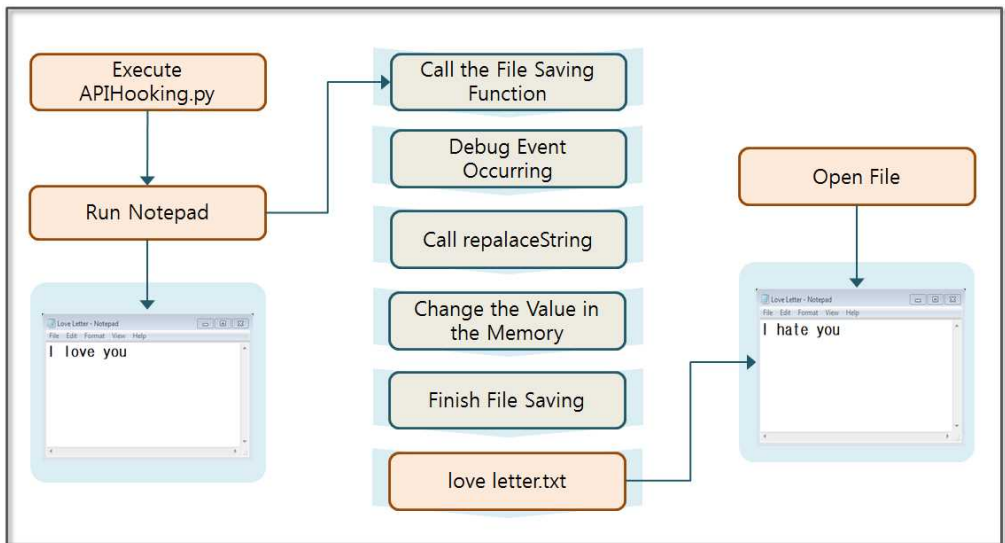 Execute
APIHooking.py
Run Notepad
Love Letter - Notepad
File Edit Format View Help
I love you
Call the File Saving
Function
Debug Event
Occurring
Call repalaceString
Change the Value in
the Memory
Finish File Saving
love letter.txt
Open File
Love Letter - Notepad
File Edit Format View Help
I hate you